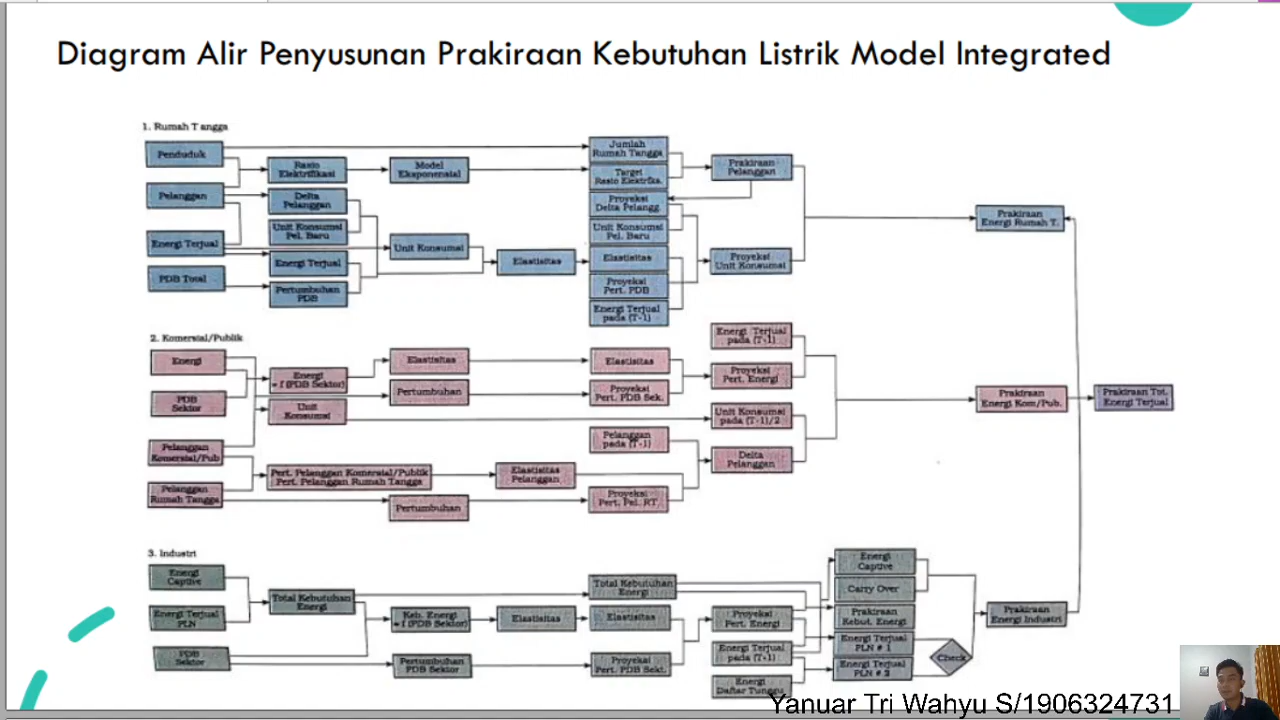 Diagram Alir Penyusunan Prakiraan Kebutuhan Listrik Model Integrated
1. Rumah Tangga
Penduduk
Pelanggan
Energi Terjual
PDB Total
Rasio
Elektrifikasi
Delta
Pelanggan
Unit Konsumsi
Pel. Baru
Energi Terjual
Pertumbuhan
PDB
Model
Eksponensial
Unit Konsumsi
Elastisitas
Jumlah
Rumah Tangga
Target
Rasio Elektrifks.
Proyeksi
Delta Pelangg.
Unit Konsumsi
Pel. Baru
Elastisitas
Proyeksi
Pert. PDB
Energi Terjual
pada (T-1)
Prakiraan
Pelanggan
Proyeksi
Unit Konsumsi
Prakiraan
Energi Rumah T.
2. Komersial/Publik
Energi
PDB
Sektor
Pelanggan
Komersial/Pub
Pelanggan
Rumah Tangga
Energi
= f (PDB Sektor)
Unit
Konsumsi
Pert. Pelanggan Komersial/Publik
Pert. Pelanggan Rumah Tangga
Elastisitas
Pertumbuhan
Pertumbuhan
Elastisitas
Pelanggan
Elastisitas
Proyeksi
Pert. PDB Sek.
Pelanggan
pada (T-1)
Proyeksi
Pert. Pel. RT.
Energi Terjual
pada (T-1)
Proyeksi
Pert. Energi
Unit Konsumsi
pada (T-1)/2
Delta
Pelanggan
Prakiraan
Energi Kom/Pub.
Prakiraan Tot.
Energi Terjual
3. Industri
Energi
Captive
Energi Terjual
PLN
PDB
Sektor
Total Kebutuhan
Energi
Keb. Energi
= f (PDB Sektor)
Pertumbuhan
PDB Sektor
Elastisitas
Total Kebutuhan
Energi
Elastisitas
Proyeksi
Pert. PDB Sekt.
Proyeksi
Pert. Energi
Energi Terjual
pada (T-1)
Energi
Daftar Tunggu
Energi
Captive
Carry Over
Prakiraan
Kebut. Energi
Energi Terjual
PLN # 1
Energi Terjual
PLN # 2
Check
Prakiraan
Energi Industri
Yanuar Tri Wahyu S/1906324731